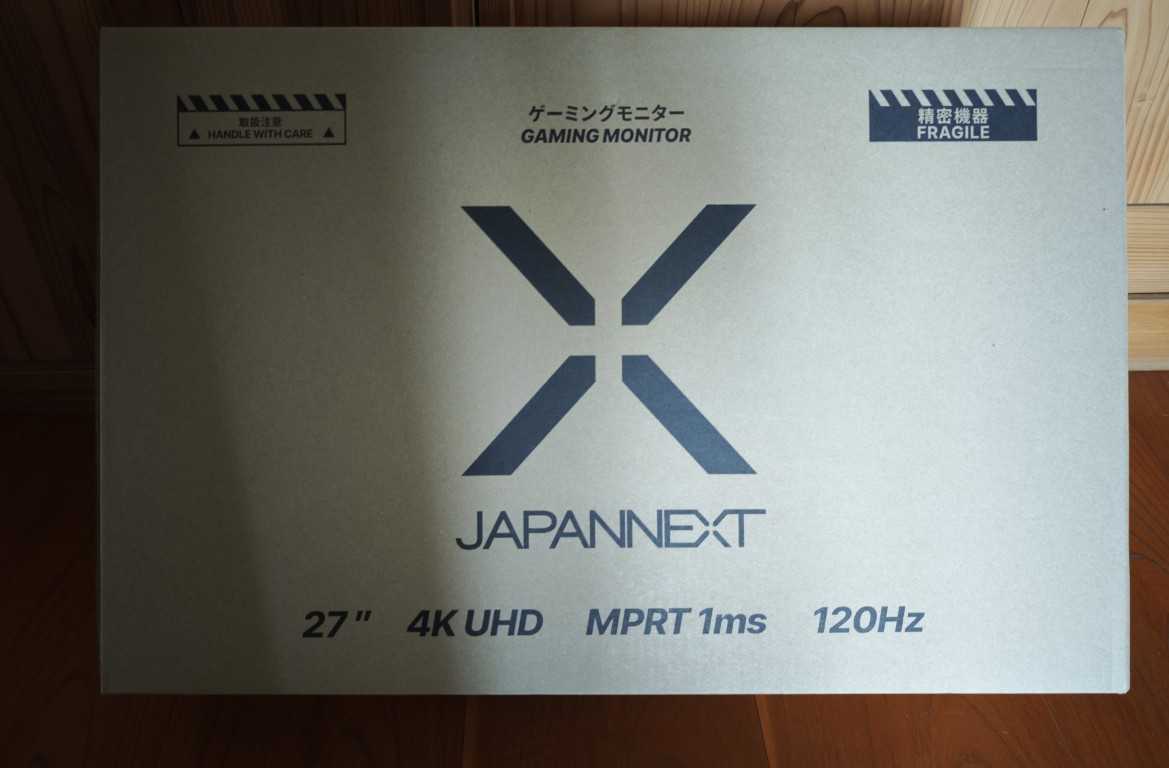 取扱注意
HANDLE WITH CARE
ゲーミングモニター
GAMING MONITOR
精密機器
FRAGILE
JAPANNEXT
27" 4K UHD MPRT 1ms 120Hz